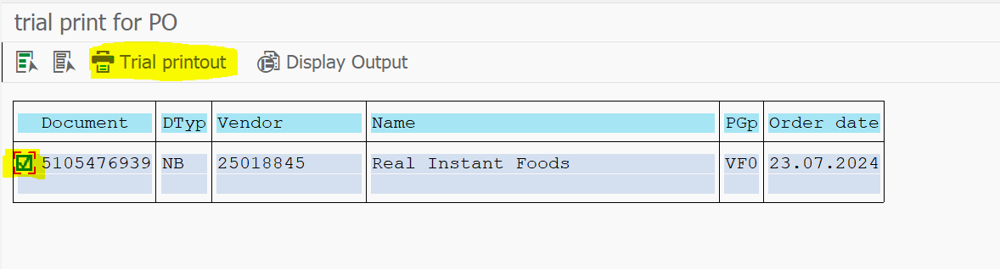 trial print for PO
Trial printout Display Output
Document DTyp Vendor Name PGp Order date
5105476939 NB 25018845 Real Instant Foods VF0 23.07.2024